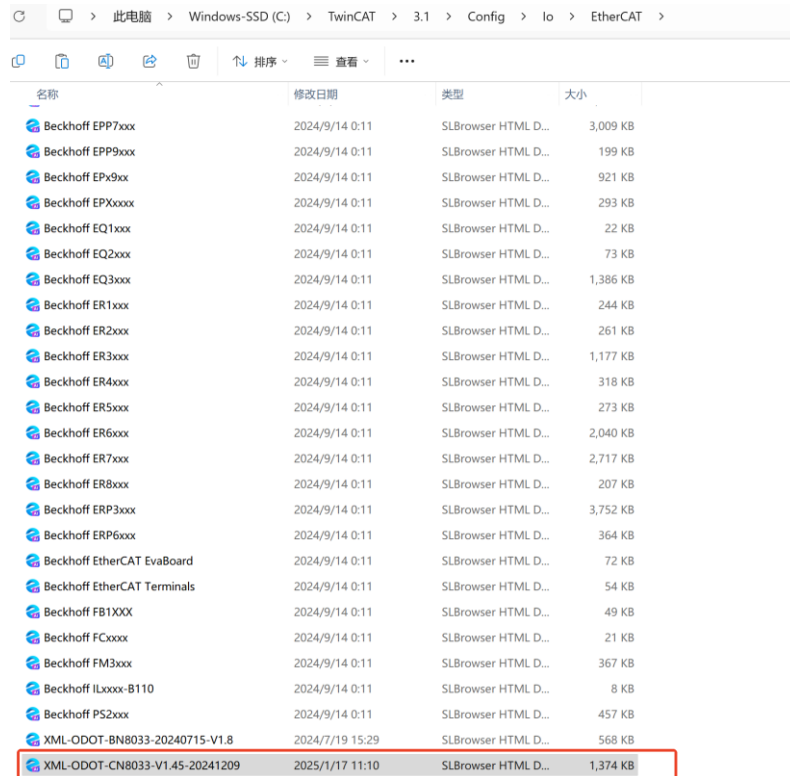 此电脑 > Windows-SSD (C:) > TwinCAT > 3.1 > Config > Io > EtherCAT >
排序 查看
名称 修改日期 类型 大小
Beckhoff EPP7xxx 2024/9/14 0:11 SLBrowser HTML D... 3,009 KB
Beckhoff EPP9xxx 2024/9/14 0:11 SLBrowser HTML D... 199 KB
Beckhoff EPx9xx 2024/9/14 0:11 SLBrowser HTML D... 921 KB
Beckhoff EPXxxxx 2024/9/14 0:11 SLBrowser HTML D... 293 KB
Beckhoff EQ1xxx 2024/9/14 0:11 SLBrowser HTML D... 22 KB
Beckhoff EQ2xxx 2024/9/14 0:11 SLBrowser HTML D... 73 KB
Beckhoff EQ3xxx 2024/9/14 0:11 SLBrowser HTML D... 1,386 KB
Beckhoff ER1xxx 2024/9/14 0:11 SLBrowser HTML D... 244 KB
Beckhoff ER2xxx 2024/9/14 0:11 SLBrowser HTML D... 261 KB
Beckhoff ER3xxx 2024/9/14 0:11 SLBrowser HTML D... 1,177 KB
Beckhoff ER4xxx 2024/9/14 0:11 SLBrowser HTML D... 318 KB
Beckhoff ER5xxx 2024/9/14 0:11 SLBrowser HTML D... 273 KB
Beckhoff ER6xxx 2024/9/14 0:11 SLBrowser HTML D... 2,040 KB
Beckhoff ER7xxx 2024/9/14 0:11 SLBrowser HTML D... 2,717 KB
Beckhoff ER8xxx 2024/9/14 0:11 SLBrowser HTML D... 207 KB
Beckhoff ERP3xxx 2024/9/14 0:11 SLBrowser HTML D... 3,752 KB
Beckhoff ERP6xxx 2024/9/14 0:11 SLBrowser HTML D... 364 KB
Beckhoff EtherCAT EvaBoard 2024/9/14 0:11 SLBrowser HTML D... 72 KB
Beckhoff EtherCAT Terminals 2024/9/14 0:11 SLBrowser HTML D... 54 KB
Beckhoff FB1XXX 2024/9/14 0:11 SLBrowser HTML D... 49 KB
Beckhoff FCxxxx 2024/9/14 0:11 SLBrowser HTML D... 21 KB
Beckhoff FM3xxx 2024/9/14 0:11 SLBrowser HTML D... 367 KB
Beckhoff ILxxxx-B110 2024/9/14 0:11 SLBrowser HTML D... 8 KB
Beckhoff PS2xxx 2024/9/14 0:11 SLBrowser HTML D... 457 KB
XML-ODOT-BN8033-20240715-V1.8 2024/7/19 15:29 SLBrowser HTML D... 568 KB
XML-ODOT-CN8033-V1.45-20241209 2025/1/17 11:10 SLBrowser HTML D... 1,374 KB